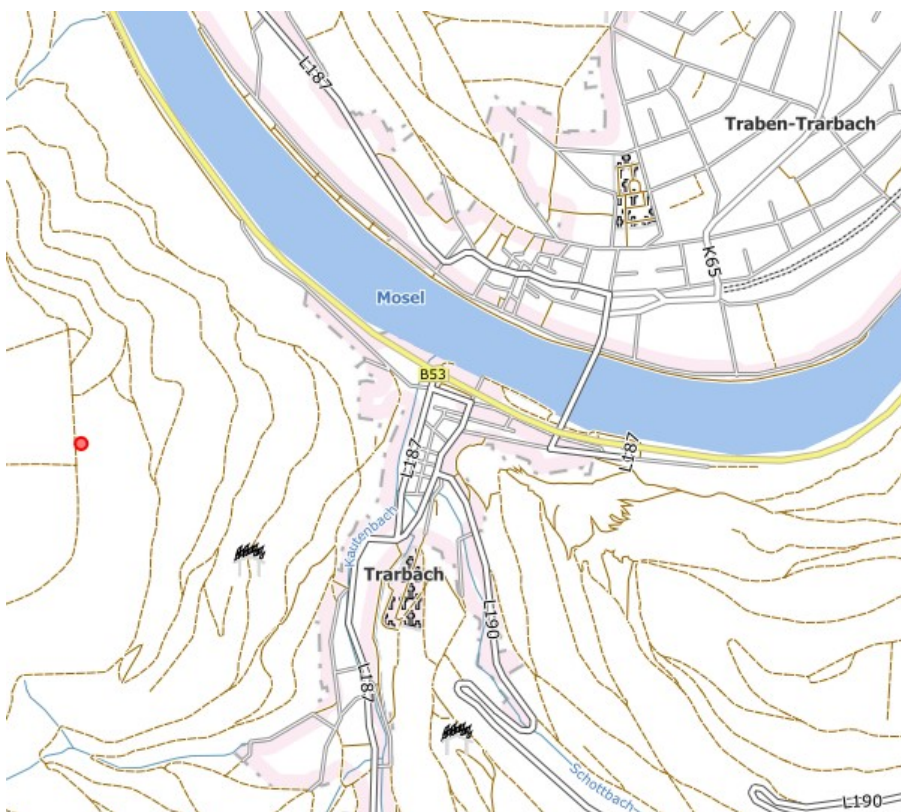 L187
Traben-Trarbach
K65
Mosel
B53
L187
L187
Kautenbach
Trarbach
L190
L187
Schottbach
L190